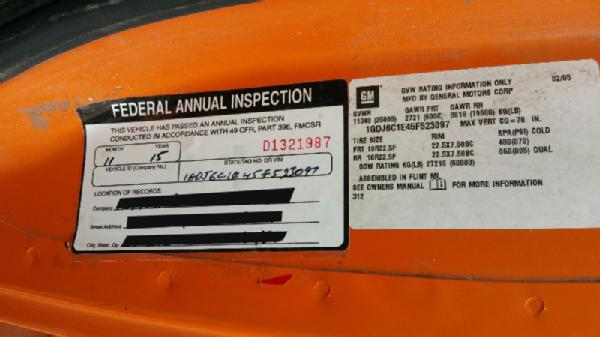 FEDERAL ANNUAL INSPECTION
THIS VEHICLE HAS PASSED AN ANNUAL INSPECTION
CONDUCTED IN ACCORDANCE WITH 49 CFR, PART 396, FMCSR
MONTH YEAR
11 15
D1321987
VEHICLE ID (Company No.)
STATE/TAG NO. OR VIN
LOCATION OF RECORDS:
Company
Street Address
City, State, Zip
GM
GVW RATING INFORMATION ONLY 02/05
MFD BY GENERAL MOTORS CORP
GVWR GAWR FRT GAWR RR
11340 (25000) 2721 (6000) 8618 (19000) KG(LB)
1GDJ6C1E45F523097 MAX VERT CG = 70 IN.
TIRE SIZE RIM KPA(PSI) COLD
FRT 10R22.5F 22.5X7.50DC 480(070)
RR 10R22.5F 22.5X7.50DC
GCW RATING KG(LB) 27216 (60000) DUAL
ASSEMBLED IN FLINT MI.
SEE OWNERS MANUAL FOR MORE INFORMATION
312